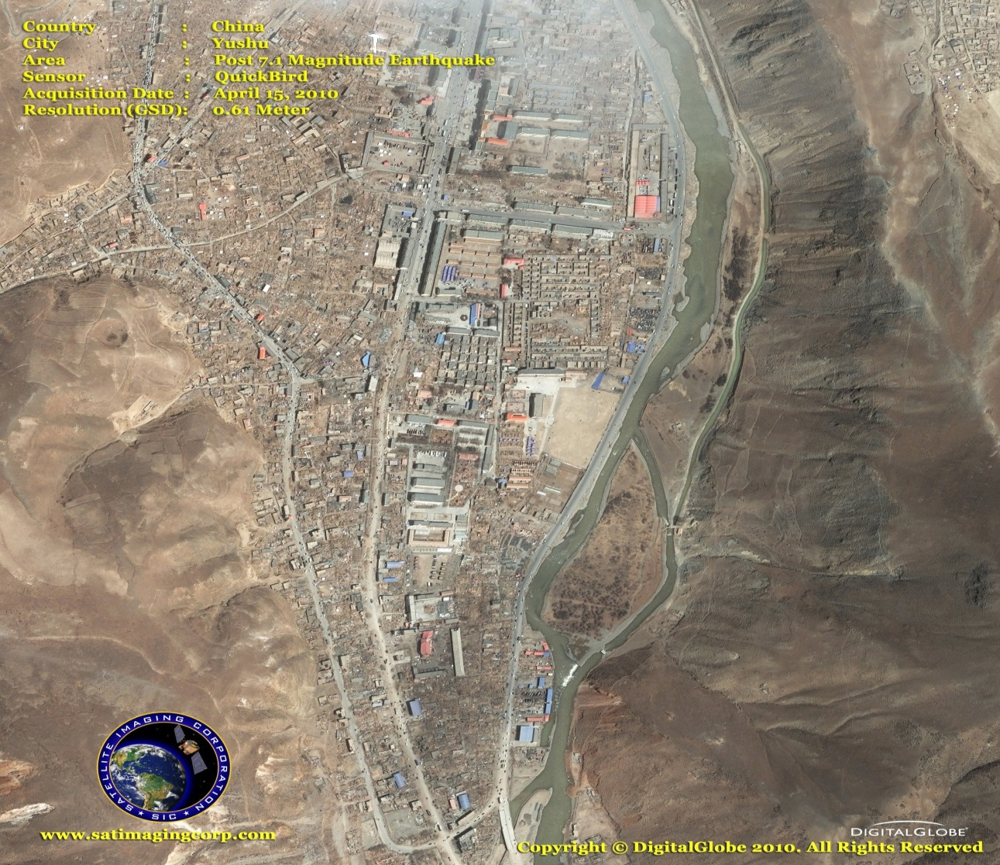 Country : China
City : Yushu
Area : Post 7.1 Magnitude Earthquake
Sensor : QuickBird
Acquisition Date : April 15, 2010
Resolution (GSD): 0.61 Meter
SATELLITE IMAGING CORPORATION
★ SIC ★
www.satimagingcorp.com
DIGITALGLOBE®
Copyright © DigitalGlobe 2010. All Rights Reserved